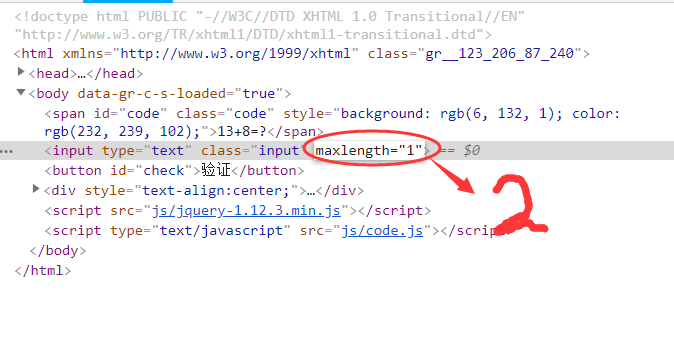 <!doctype html PUBLIC "-//W3C//DTD XHTML 1.0 Transitional//EN"
"http://www.w3.org/TR/xhtml1/DTD/xhtml1-transitional.dtd">
<html xmlns="http://www.w3.org/1999/xhtml" class="gr__123_206_87_240">
<head>…</head>
<body data-gr-c-s-loaded="true">
<span id="code" class="code" style="background: rgb(6, 132, 1); color:
rgb(232, 239, 102);">13+8=?</span>
<input type="text" class="input" maxlength="1"> == $0
<button id="check">验证</button>
<div style="text-align:center;">…</div>
<script src="js/jquery-1.12.3.min.js"></script>
<script type="text/javascript" src="js/code.js"></script>
</body>
</html>
2